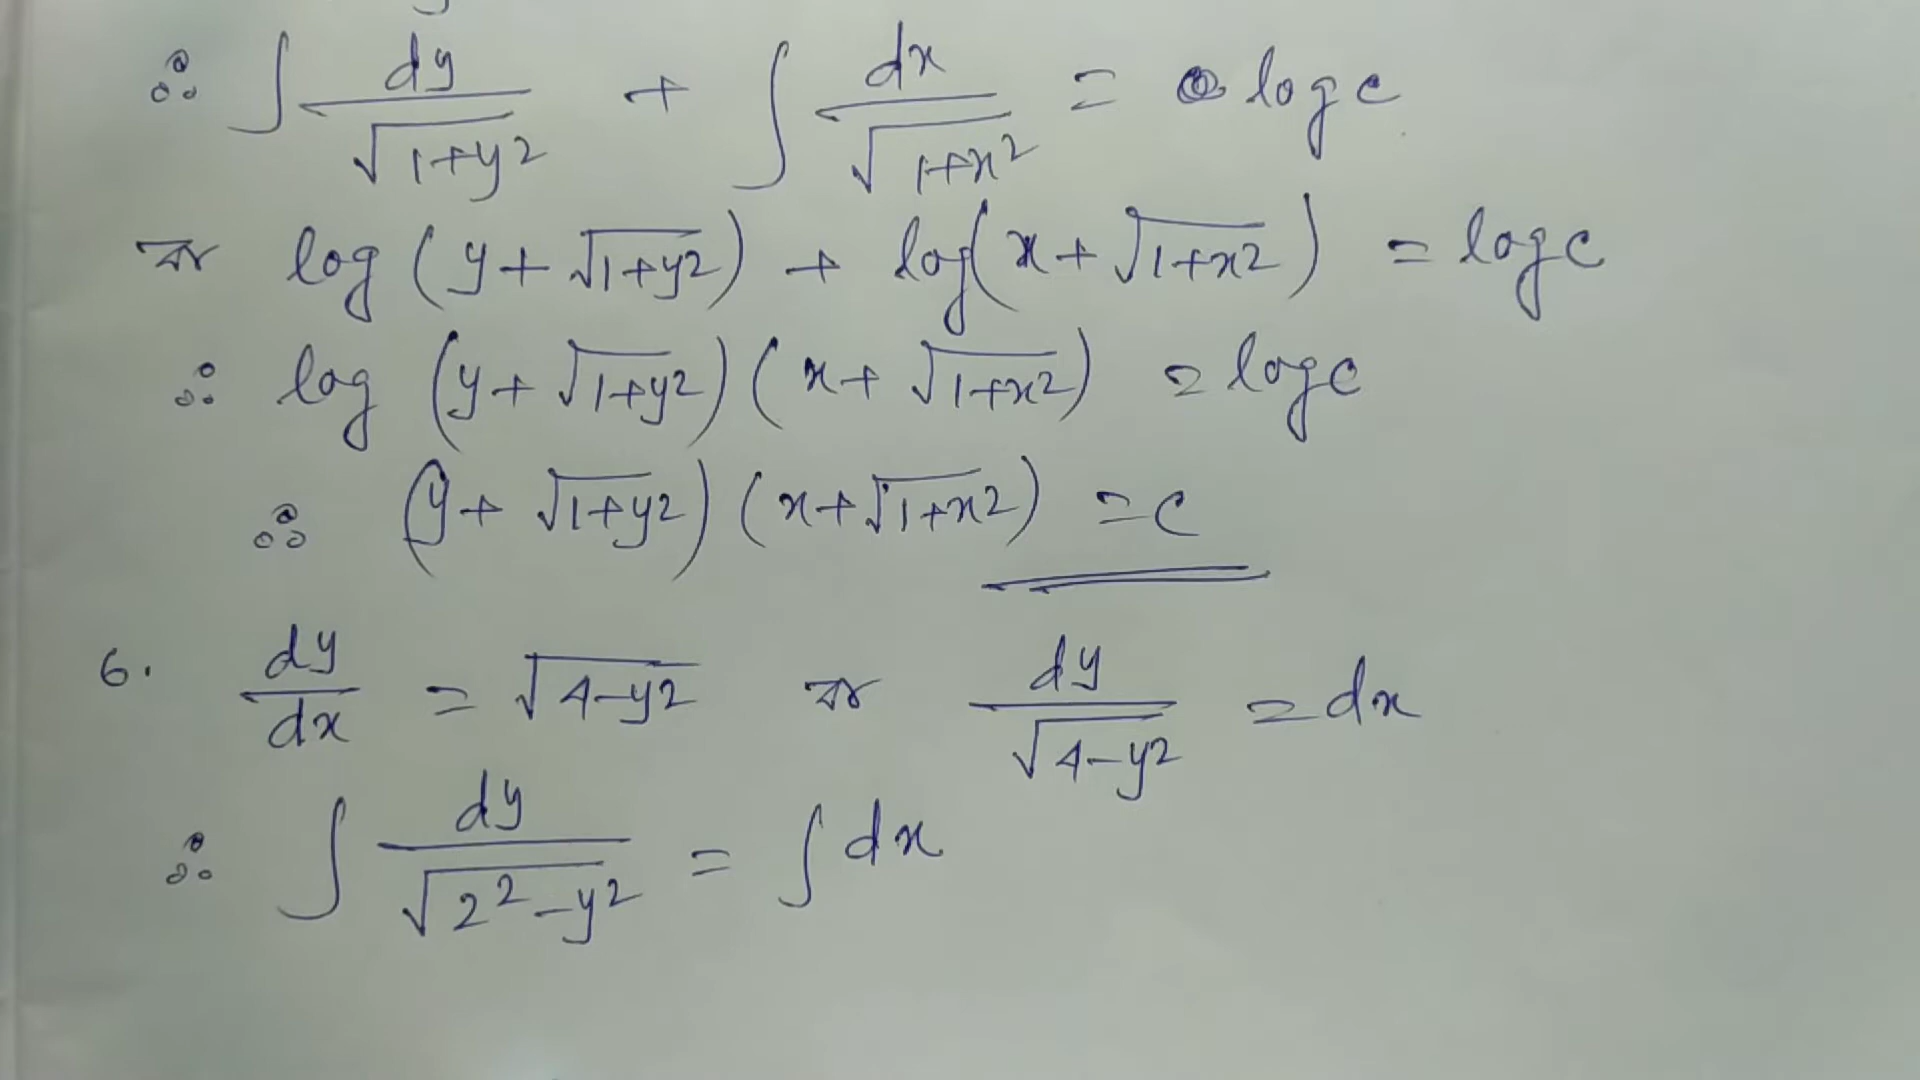 ∴ ∫ dy/√(1+y²) + ∫ dx/√(1+x²) = log c
বা log (y+√(1+y²)) + log(x+√(1+x²)) = log c
∴ log (y+√(1+y²)) (x+√(1+x²)) = log c
∴ (y+√(1+y²)) (x+√(1+x²)) = c
6. dy/dx = √(4-y²) বা dy/√(4-y²) = dx
∴ ∫ dy/√(2²-y²) = ∫ dx